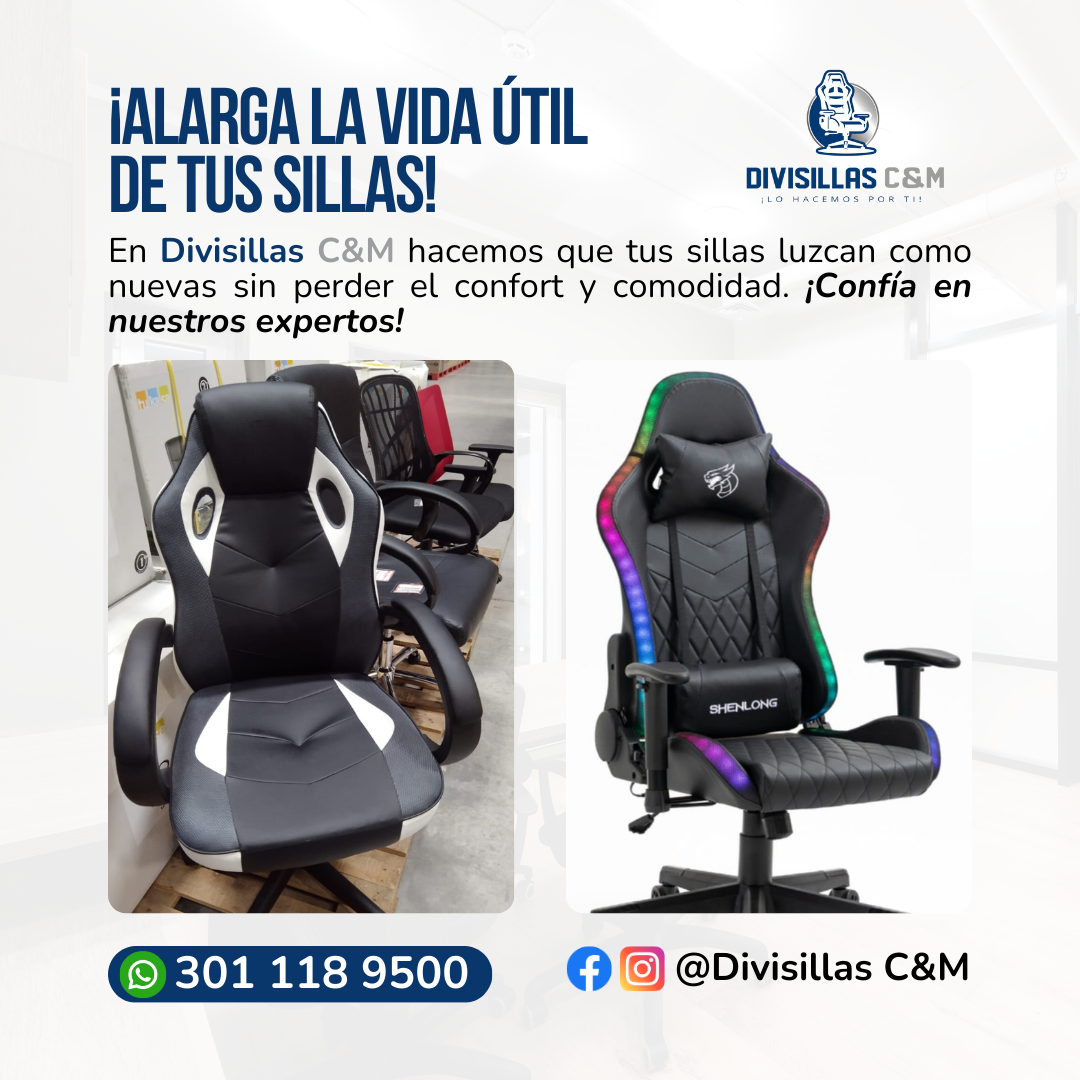 ¡ALARGA LA VIDA ÚTIL
DE TUS SILLAS!
DIVISILLAS C&M
¡LO HACEMOS POR TI!
En Divisillas C&M hacemos que tus sillas luzcan como
nuevas sin perder el confort y comodidad. ¡Confía en
nuestros expertos!
SHENLONG
301 118 9500
@Divisillas C&M